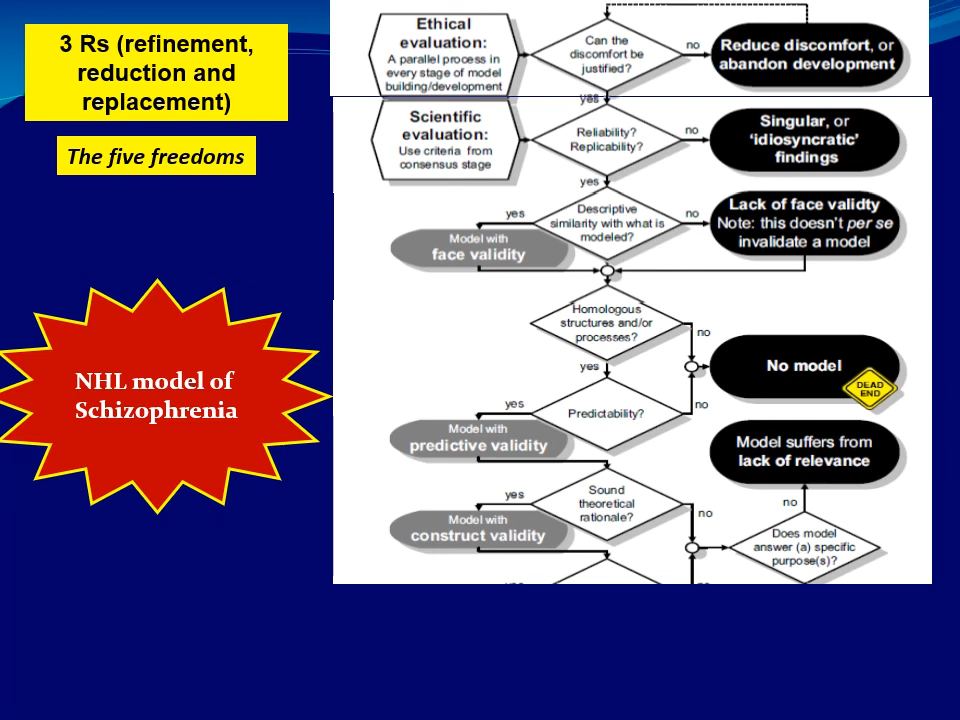 3 Rs (refinement,
reduction and
replacement)
The five freedoms
NHL model of
Schizophrenia
Ethical
evaluation:
A parallel process in
every stage of model
building/development
Can the
discomfort be
justified?
no
Reduce discomfort, or
abandon development
yes
Scientific
evaluation:
Use criteria from
consensus stage
Reliability?
Replicability?
no
Singular, or
‘idiosyncratic’
findings
yes
Descriptive
similarity with what is
modeled?
yes
no
Model with
face validity
Lack of face validty
Note: this doesn't per se
invalidate a model
Homologous
structures and/or
processes?
no
yes
No model
DEAD
END
Predictability?
yes
no
Model with
predictive validity
Model suffers from
lack of relevance
Sound
theoretical
rationale?
yes
no
no
Model with
construct validity
Does model
answer (a) specific
purpose(s)?